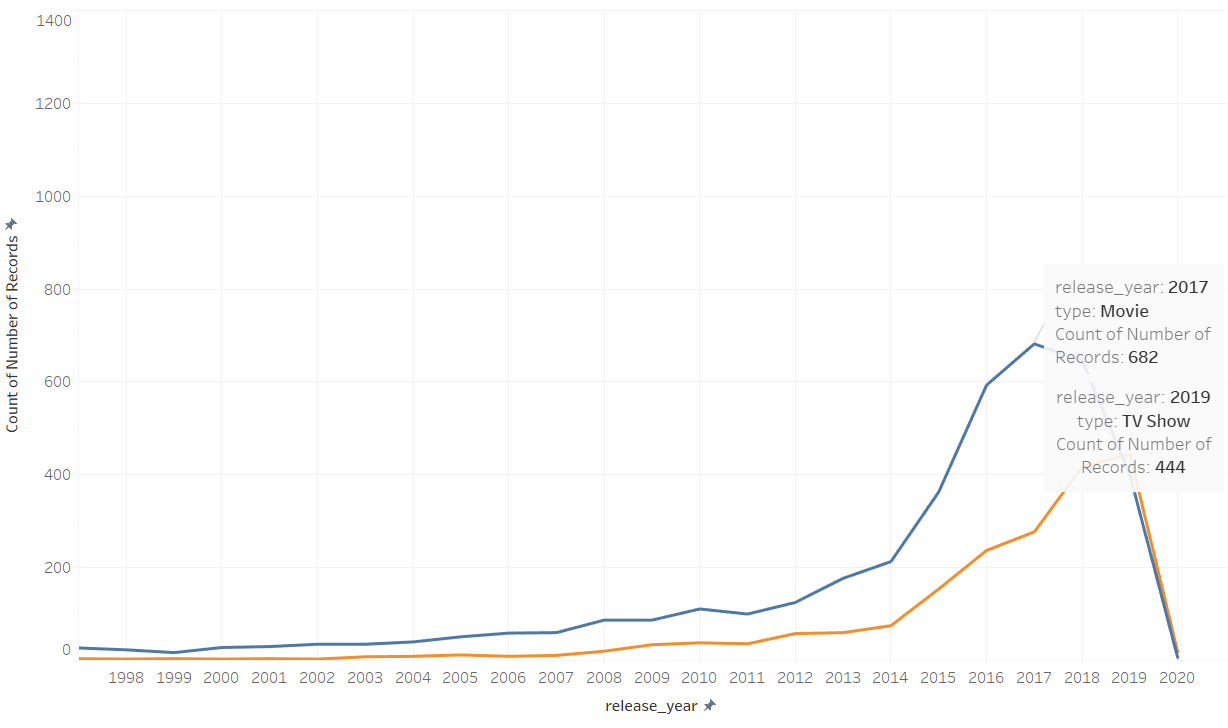 1400
1200
1000
800
600
400
200
0
Count of Number of Records
release_year: 2017
type: Movie
Count of Number of
Records: 682
release_year: 2019
type: TV Show
Count of Number of
Records: 444
1998 1999 2000 2001 2002 2003 2004 2005 2006 2007 2008 2009 2010 2011 2012 2013 2014 2015 2016 2017 2018 2019 2020
release_year